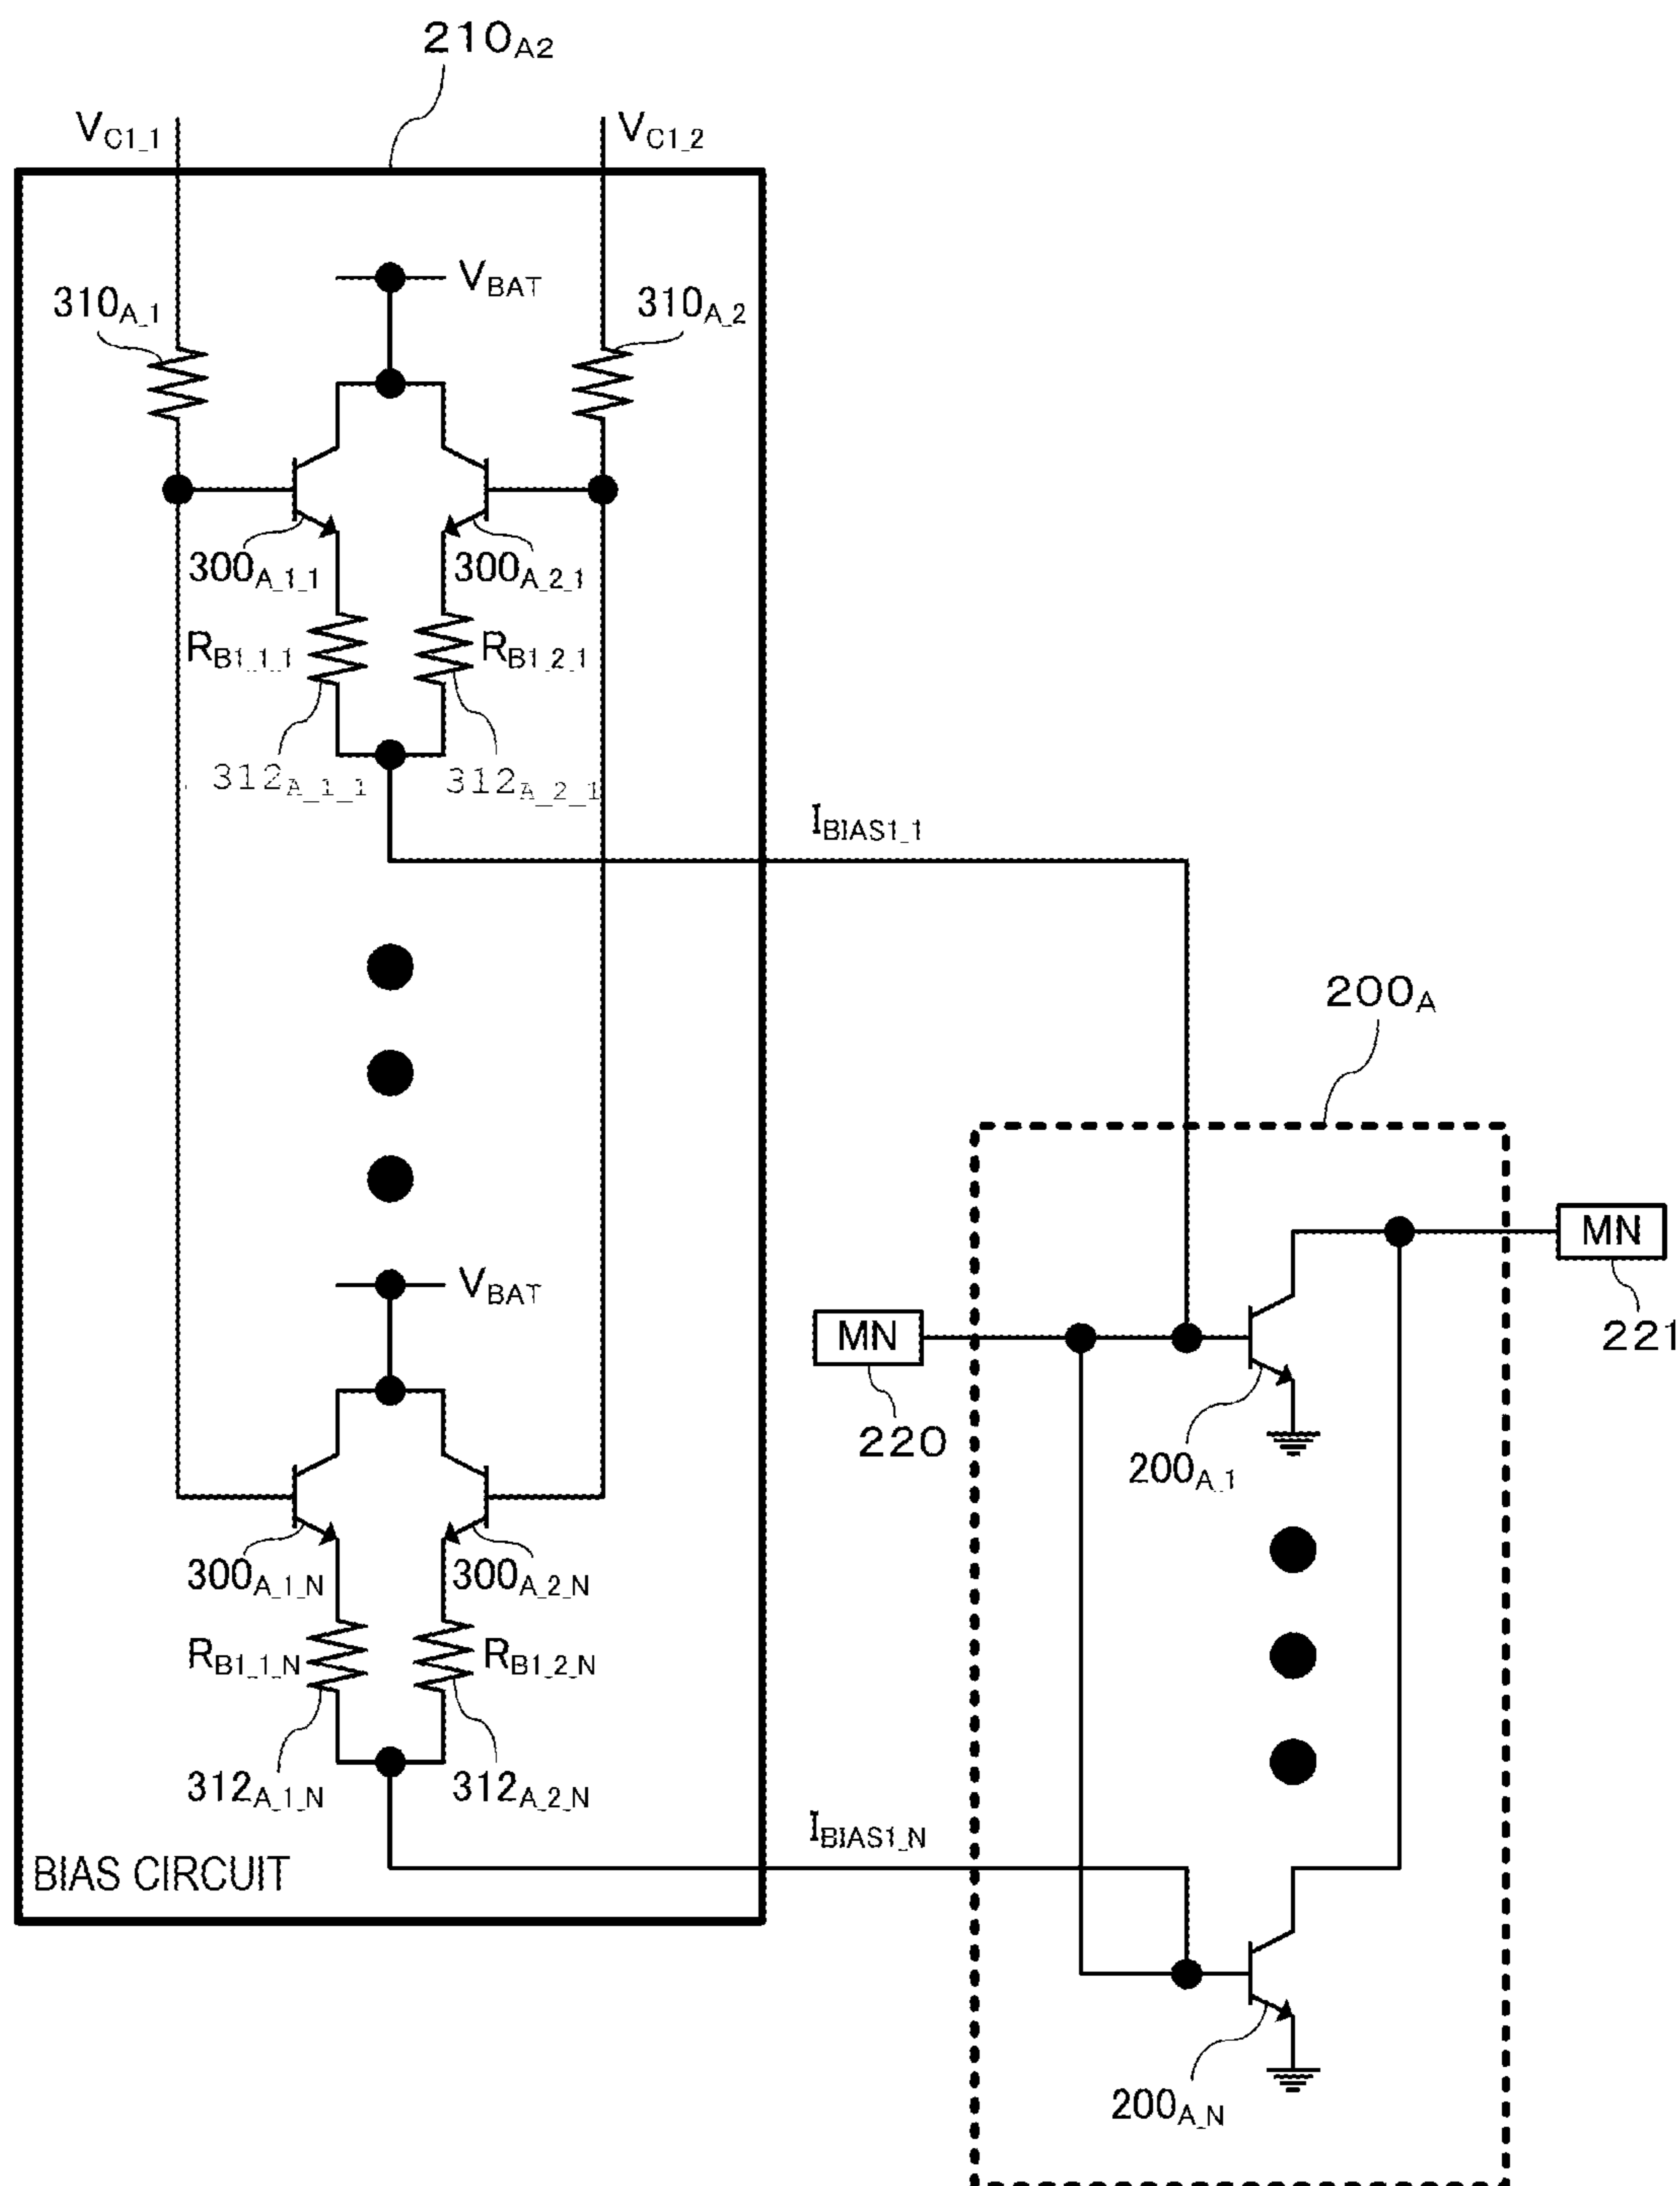 210A2
VC1_1
VC1_2
VBAT
310A_1
310A_2
300A_1_1
300A_2_1
RB1_1_1
RB1_2_1
312A_1_1
312A_2_1
IBIAS1_1
200A
VBAT
MN
221
MN
220
200A_1
300A_1_N
300A_2_N
RB1_1_N
RB1_2_N
312A_1_N
312A_2_N
IBIAS1_N
BIAS CIRCUIT
200A_N